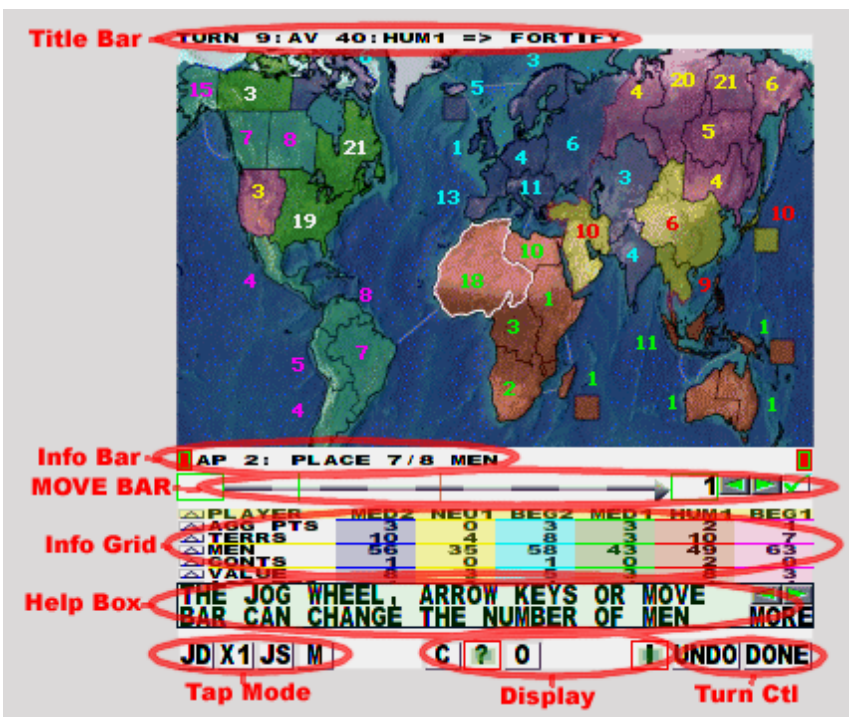 Title Bar
TURN 9:AV 40:HUM1 => FORTIFY
6 3
15 3 5 4 20 21 6
7 8 21 1 4 6 5
3 13 11 3 4
19 10 10 6 10
4 8 18 10 1 4 9
5 7 3 11 1
4 2 1 1 1
Info Bar
AP 2: PLACE 7/8 MEN
MOVE BAR
1
Info Grid
PLAYER MED2 NEU1 BEG2 MED1 HUM1 BEG1
AGG PTS 3 0 3 3 2
TERRS 10 4 8 3 10 7
MEN 56 35 58 43 49 63
CONTS 1 0 1 0 2 0
VALUE
Help Box
THE JOG WHEEL, ARROW KEYS OR MOVE
BAR CAN CHANGE THE NUMBER OF MEN MORE
JD X1 JS M C ? O I UNDO DONE
Tap Mode Display Turn Ctl